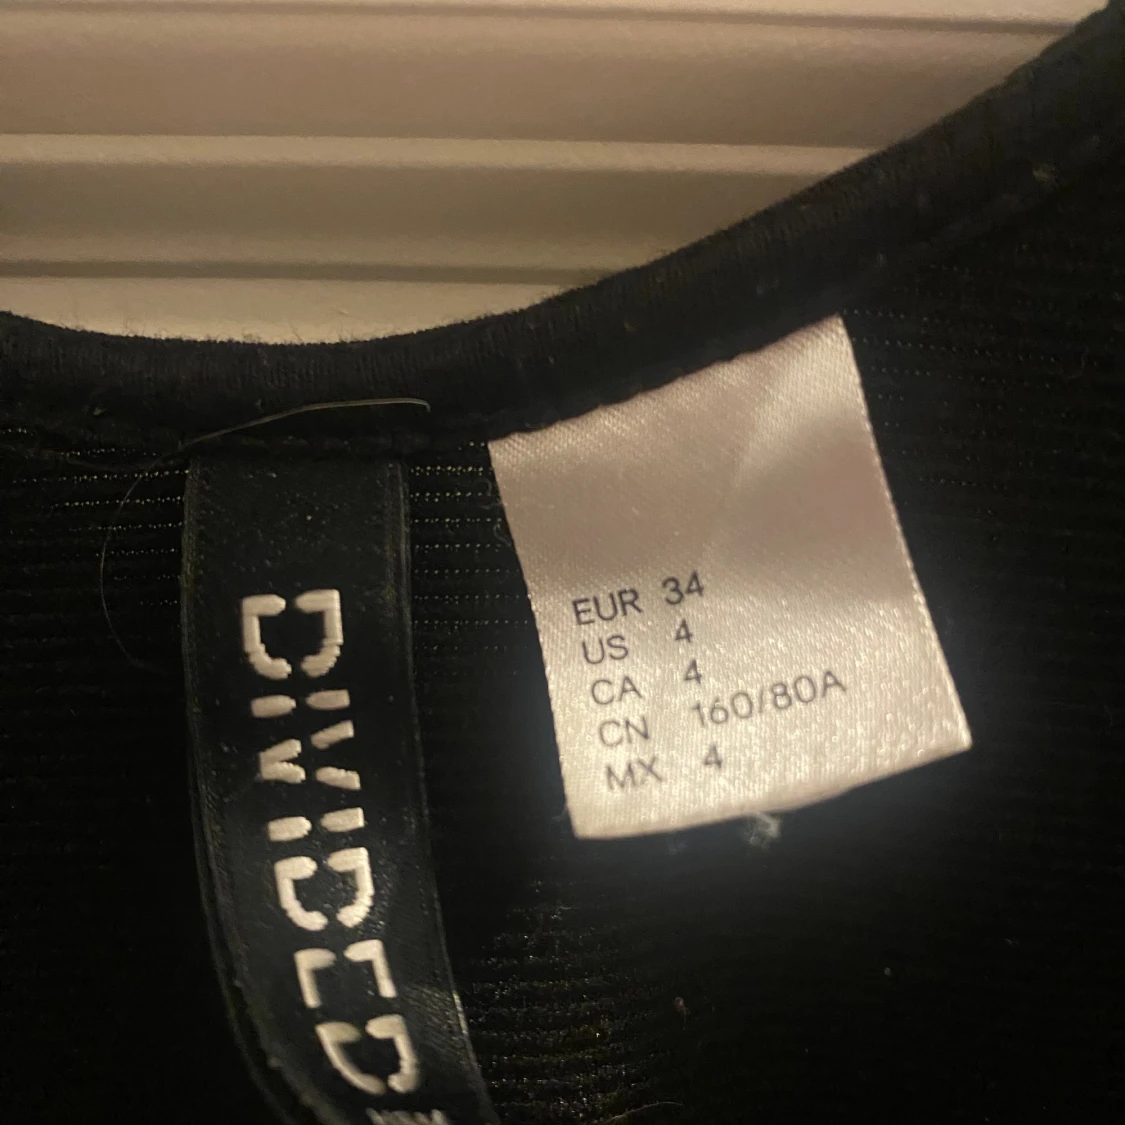 DIVIDED
EUR 34
US 4
CA 4
CN 160/80A
MX 4